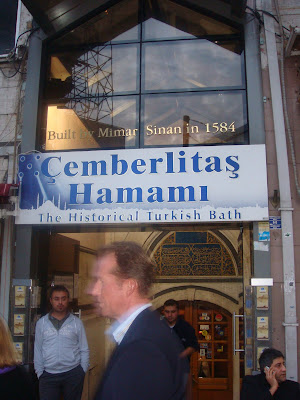 Built by Mimar Sinan in 1584
Çemberlitaş
Hamamı
The Historical Turkish Bath